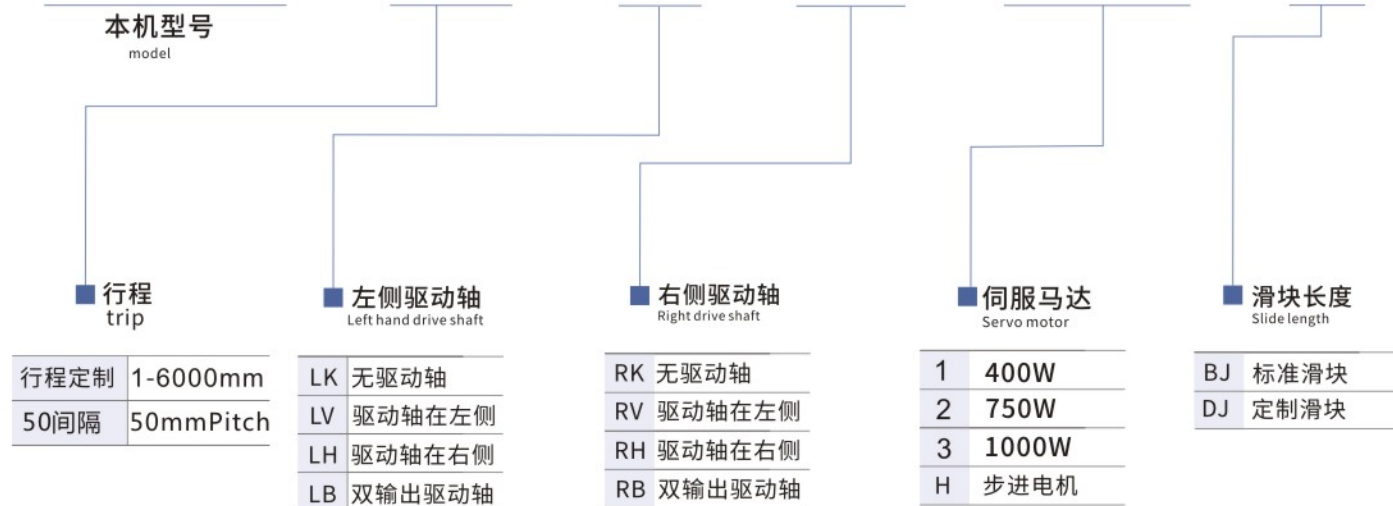 本机型号
model
行程
trip
行程定制 1-6000mm
50间隔 50mmPitch
左侧驱动轴
Left hand drive shaft
LK 无驱动轴
LV 驱动轴在左侧
LH 驱动轴在右侧
LB 双输出驱动轴
右侧驱动轴
Right drive shaft
RK 无驱动轴
RV 驱动轴在左侧
RH 驱动轴在右侧
RB 双输出驱动轴
伺服马达
Servo motor
1 400W
2 750W
3 1000W
H 步进电机
滑块长度
Slide length
BJ 标准滑块
DJ 定制滑块